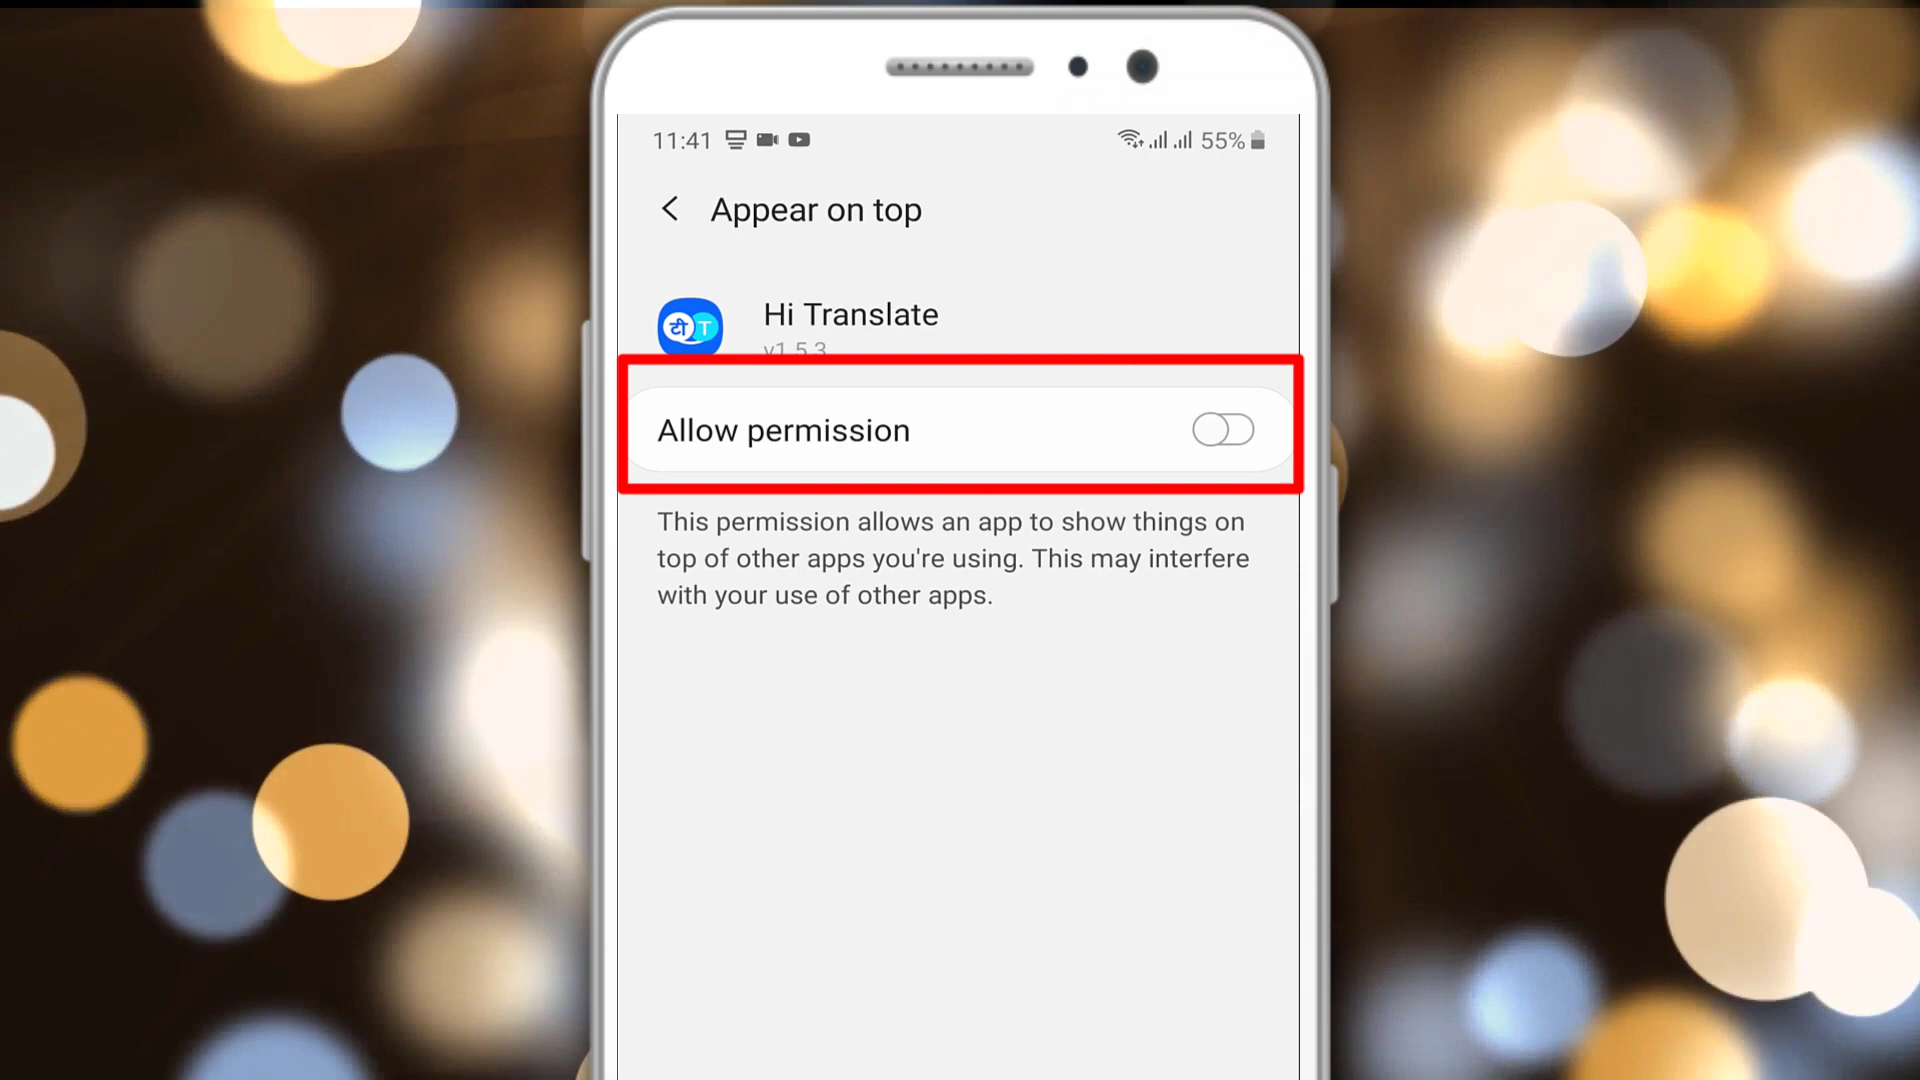 11:41
55%
Appear on top
टी T
Hi Translate
v1.5.3
Allow permission
This permission allows an app to show things on
top of other apps you're using. This may interfere
with your use of other apps.